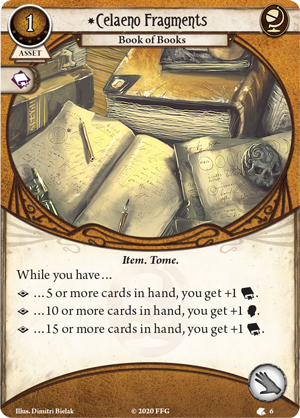 1
✷Celaeno Fragments
Book of Books
ASSET
Item. Tome.
While you have...
...5 or more cards in hand, you get +1 .
...10 or more cards in hand, you get +1 .
...15 or more cards in hand, you get +1 .
Illus. Dimitri Bielak © 2020 FFG 6